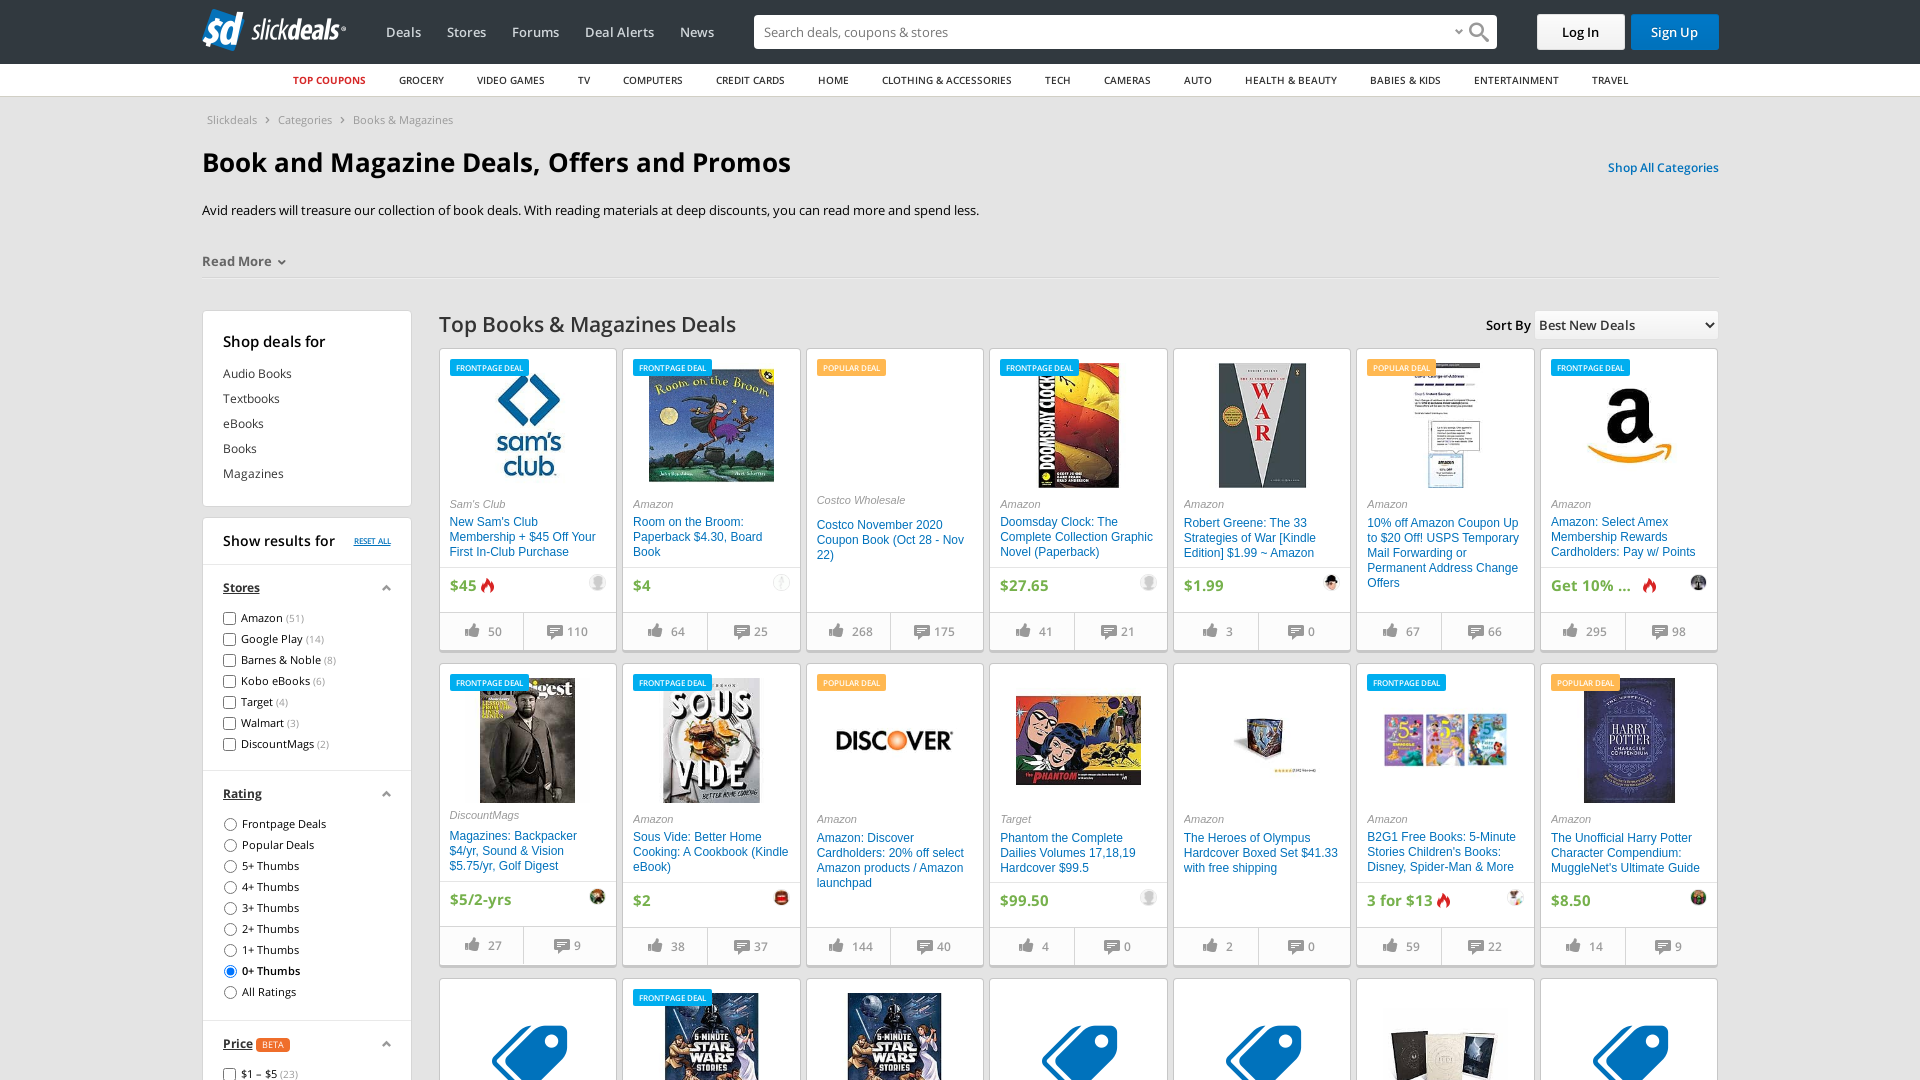 slickdeals
Deals
Stores
Forums
Deal Alerts
News
Search deals, coupons & stores
Log In
Sign Up
TOP COUPONS
GROCERY
VIDEO GAMES
TV
COMPUTERS
CREDIT CARDS
HOME
CLOTHING & ACCESSORIES
TECH
CAMERAS
AUTO
HEALTH & BEAUTY
BABIES & KIDS
ENTERTAINMENT
TRAVEL
Slickdeals > Categories > Books & Magazines
Book and Magazine Deals, Offers and Promos
Shop All Categories
Avid readers will treasure our collection of book deals. With reading materials at deep discounts, you can read more and spend less.
Read More
Shop deals for
Audio Books
Textbooks
eBooks
Books
Magazines
Show results for
RESET ALL
Stores
Amazon (51)
Google Play (14)
Barnes & Noble (8)
Kobo eBooks (6)
Target (4)
Walmart (3)
DiscountMags (2)
Rating
Frontpage Deals
Popular Deals
5+ Thumbs
4+ Thumbs
3+ Thumbs
2+ Thumbs
1+ Thumbs
0+ Thumbs
All Ratings
Price BETA
$1 – $5 (23)
Top Books & Magazines Deals
Sort By
Best New Deals
FRONTPAGE DEAL
sam's
club
Sam's Club
New Sam's Club
Membership + $45 Off Your
First In-Club Purchase
$45
50
110
FRONTPAGE DEAL
Room on the Broom
Amazon
Room on the Broom:
Paperback $4.30, Board
Book
$4
64
25
POPULAR DEAL
Costco Wholesale
Costco November 2020
Coupon Book (Oct 28 - Nov
22)
268
175
FRONTPAGE DEAL
DOOMSDAY CLOCK
Amazon
Doomsday Clock: The
Complete Collection Graphic
Novel (Paperback)
$27.65
41
21
WAR
Amazon
Robert Greene: The 33
Strategies of War [Kindle
Edition] $1.99 ~ Amazon
$1.99
3
0
POPULAR DEAL
Amazon
10% off Amazon Coupon Up
to $20 Off! USPS Temporary
Mail Forwarding or
Permanent Address Change
Offers
67
66
FRONTPAGE DEAL
a
Amazon
Amazon: Select Amex
Membership Rewards
Cardholders: Pay w/ Points
Get 10% ...
295
98
FRONTPAGE DEAL
DiscountMags
Magazines: Backpacker
$4/yr, Sound & Vision
$5.75/yr, Golf Digest
$5/2-yrs
27
9
FRONTPAGE DEAL
SOUS
VIDE
BETTER HOME COOKING
Amazon
Sous Vide: Better Home
Cooking: A Cookbook (Kindle
eBook)
$2
38
37
POPULAR DEAL
DISCOVER
Amazon
Amazon: Discover
Cardholders: 20% off select
Amazon products / Amazon
launchpad
144
40
the PHANTOM
Target
Phantom the Complete
Dailies Volumes 17,18,19
Hardcover $99.5
$99.50
4
0
Amazon
The Heroes of Olympus
Hardcover Boxed Set $41.33
with free shipping
2
0
FRONTPAGE DEAL
5 5 5
Amazon
B2G1 Free Books: 5-Minute
Stories Children's Books:
Disney, Spider-Man & More
3 for $13
59
22
POPULAR DEAL
HARRY
POTTER
CHARACTER
COMPENDIUM
Amazon
The Unofficial Harry Potter
Character Compendium:
MuggleNet's Ultimate Guide
$8.50
14
9
FRONTPAGE DEAL
5-MINUTE
STAR
WARS
STORIES
5-MINUTE
STAR
WARS
STORIES